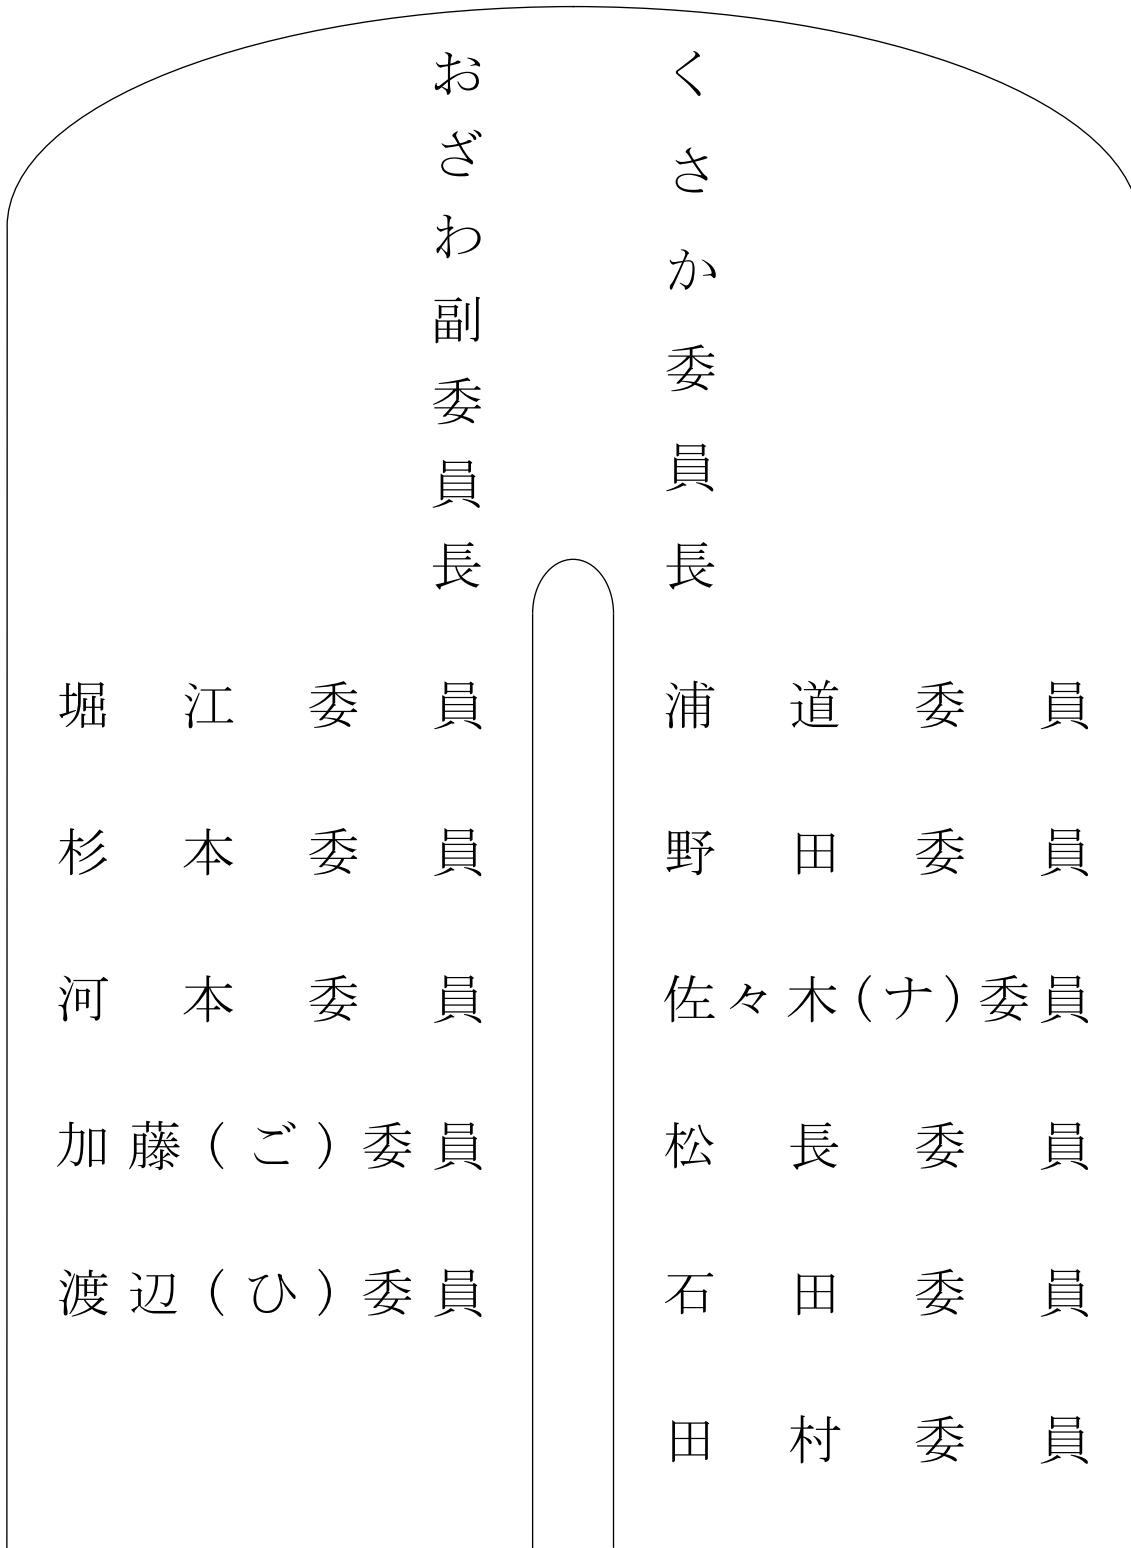 くさか委員長
おざわ副委員長
堀江委員
浦道委員
杉本委員
野田委員
河本委員
佐々木(ナ)委員
加藤(ご)委員
松長委員
渡辺(ひ)委員
石田委員
田村委員